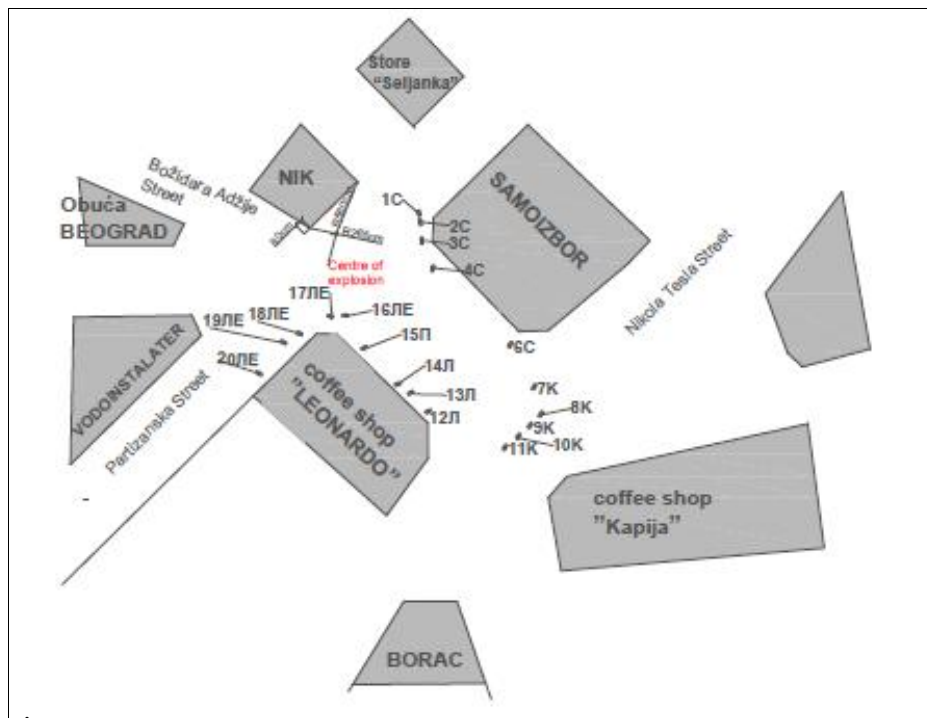 Store
"Seljanka"
Božidara Adžije
Street
NIK
Obuća
BEOGRAD
SAMOIZBOR
1C
2C
3C
4C
Centre of
explosion
Nikola Tesla Street
17ЛЕ
16ЛЕ
18ЛЕ
19ЛЕ
15Л
20ЛЕ
14Л
13Л
12Л
6C
7K
8K
9K
10K
11K
VODOINSTALATER
Partizanska Street
coffee shop
"LEONARDO"
coffee shop
"Kapija"
BORAC